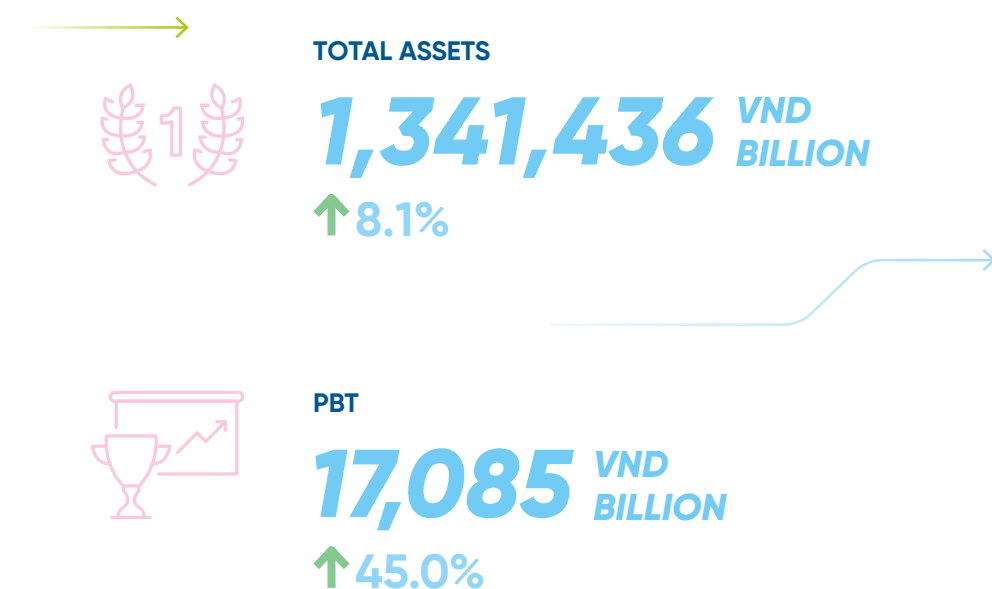 TOTAL ASSETS
1
1,341,436 VND
BILLION
8.1%
PBT
17,085 VND
BILLION
45.0%